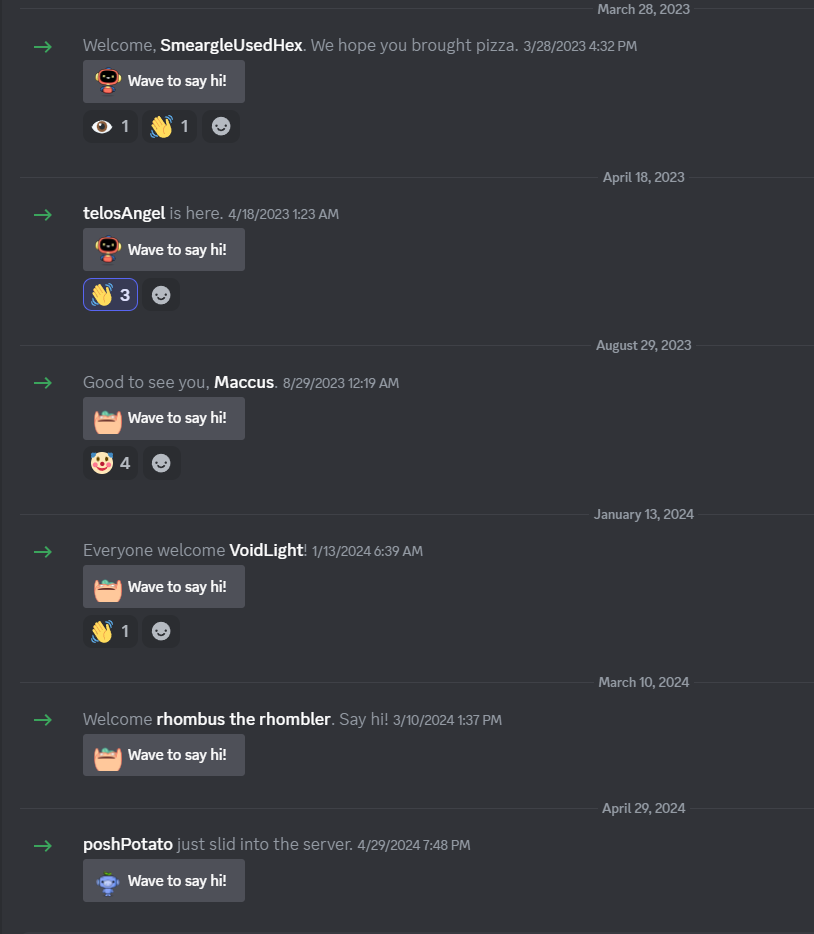 March 28, 2023
Welcome, SmeargleUsedHex. We hope you brought pizza. 3/28/2023 4:32 PM
Wave to say hi!
1 1
April 18, 2023
telosAngel is here. 4/18/2023 1:23 AM
Wave to say hi!
3
August 29, 2023
Good to see you, Maccus. 8/29/2023 12:19 AM
Wave to say hi!
4
January 13, 2024
Everyone welcome VoidLight! 1/13/2024 6:39 AM
Wave to say hi!
1
March 10, 2024
Welcome rhombus the rhombler. Say hi! 3/10/2024 1:37 PM
Wave to say hi!
April 29, 2024
poshPotato just slid into the server. 4/29/2024 7:48 PM
Wave to say hi!